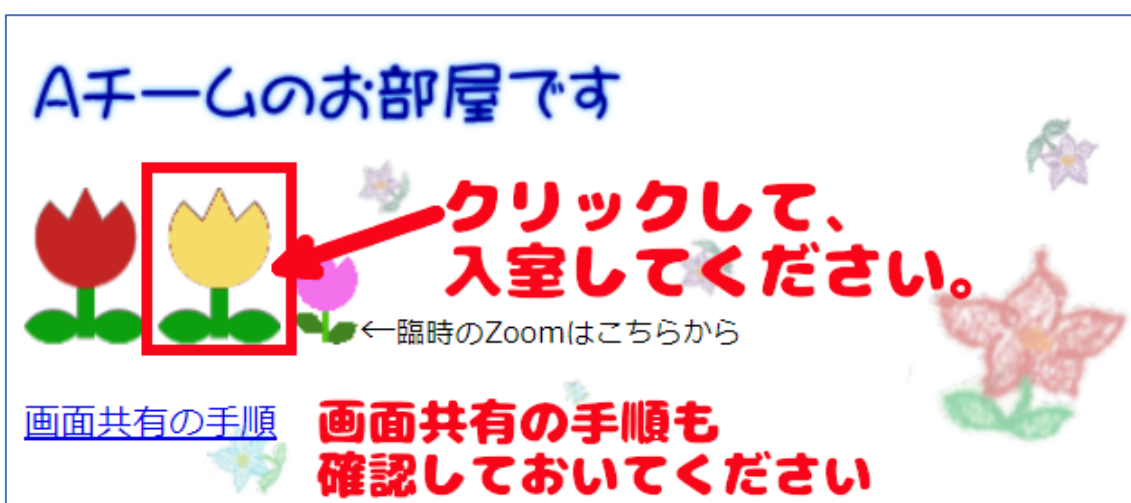 Aチームのお部屋です
クリックして、
入室してください。
←臨時のZoomはこちらから
画面共有の手順
画面共有の手順も
確認しておいてください